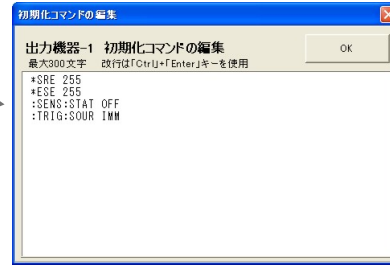 初期化コマンドの編集
出力機器-1 初期化コマンドの編集
OK
最大300文字 改行は｢Ctrl｣+｢Enter｣キーを使用
*SRE 255
*ESE 255
:SENS:STAT OFF
:TRIG:SOUR IMM